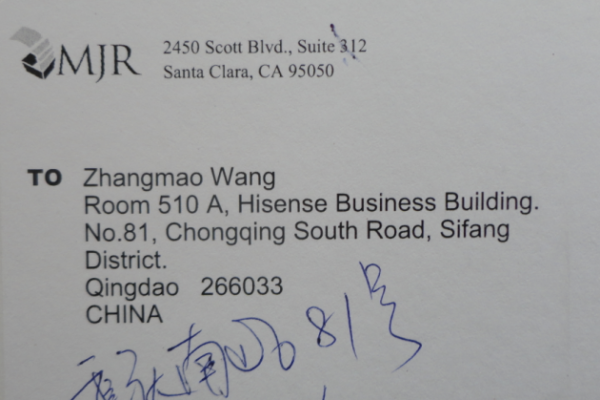 MJR
2450 Scott Blvd., Suite 312
Santa Clara, CA 95050
TO Zhangmao Wang
Room 510 A, Hisense Business Building.
No.81, Chongqing South Road, Sifang
District.
Qingdao 266033
CHINA
南路81号